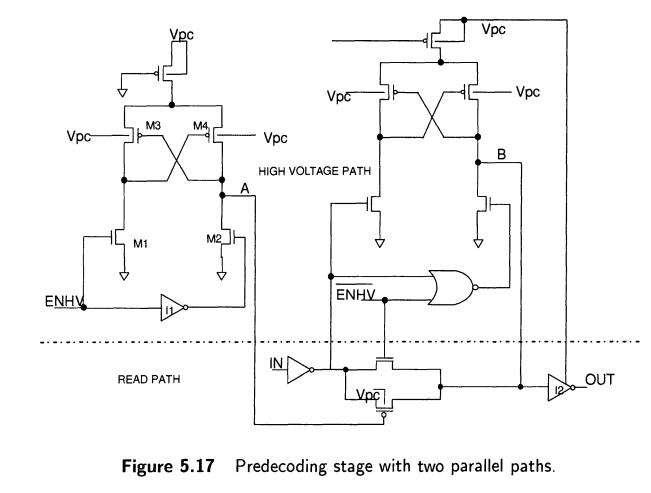 Vpc
Vpc
M3
M4
Vpc
Vpc
Vpc
Vpc
HIGH VOLTAGE PATH
A
B
M1
M2
ENHV
I1
ENHV
READ PATH
IN
Vpc
I2
OUT
Figure 5.17 Predecoding stage with two parallel paths.